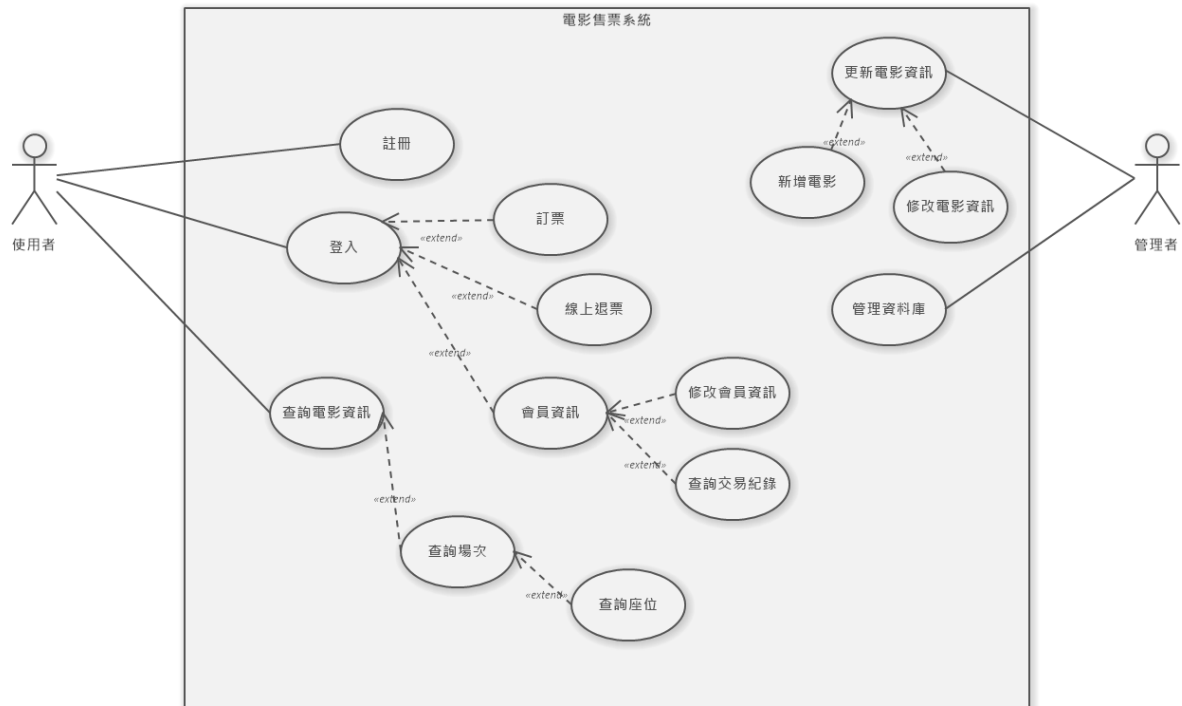 電影售票系統
更新電影資訊
註冊
«extend»
«extend»
新增電影
修改電影資訊
使用者
管理者
訂票
«extend»
登入
«extend»
線上退票
管理資料庫
«extend»
修改會員資訊
查詢電影資訊
會員資訊
«extend»
«extend»
查詢交易紀錄
«extend»
查詢場次
«extend»
查詢座位